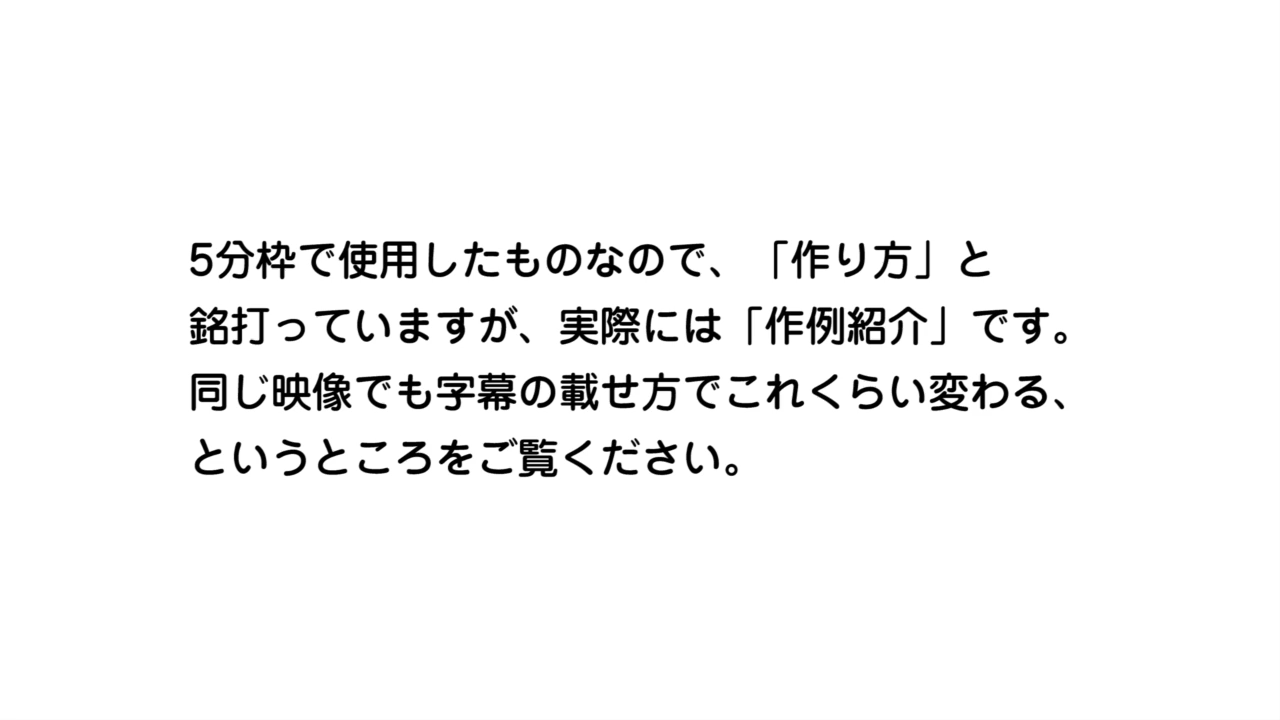 5分枠で使用したものなので、「作り方」と
銘打っていますが、実際には「作例紹介」です。
同じ映像でも字幕の載せ方でこれくらい変わる、
というところをご覧ください。